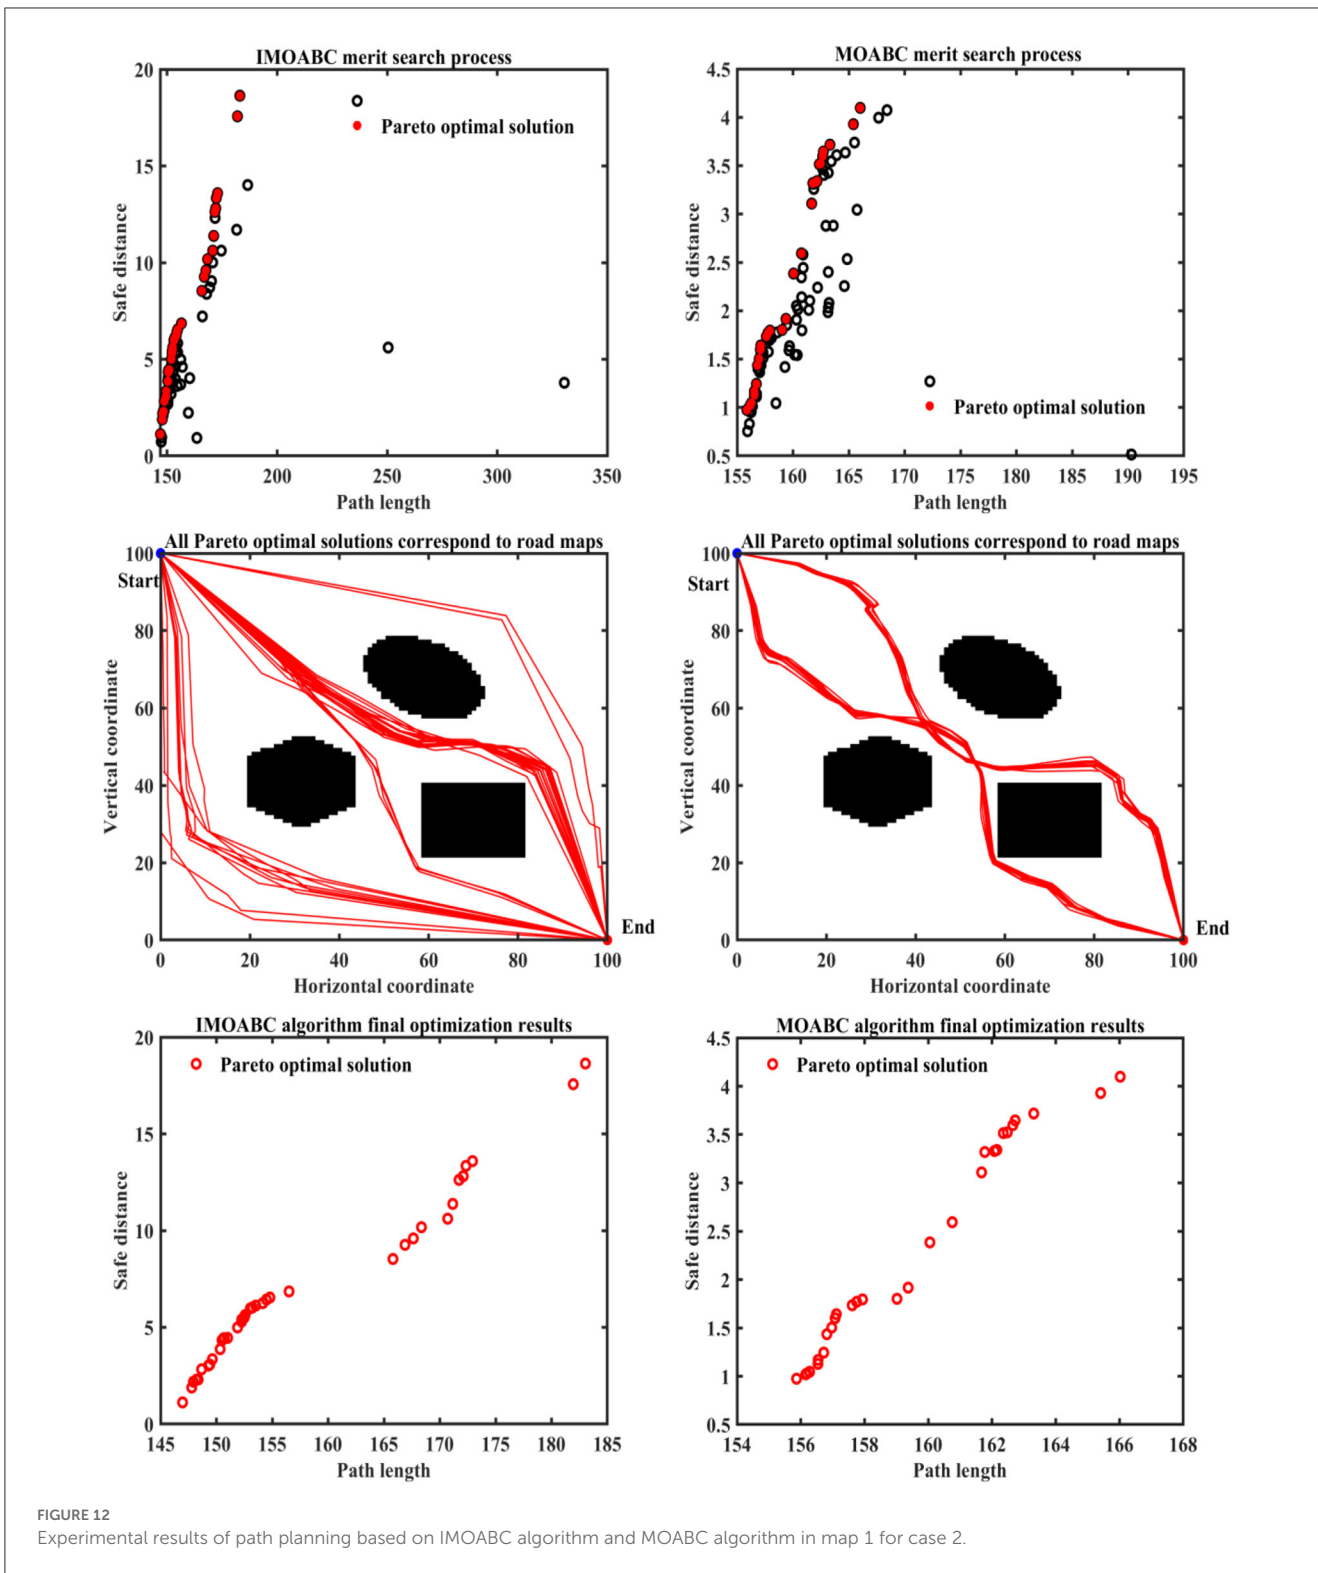 IMOABC merit search process
20
15
10
5
0
Safe distance
Pareto optimal solution
150 200 250 300 350
Path length
MOABC merit search process
4.5
4
3.5
3
2.5
2
1.5
1
0.5
Safe distance
Pareto optimal solution
155 160 165 170 175 180 185 190 195
Path length
All Pareto optimal solutions correspond to road maps
100
80
60
40
20
0
Start
Vertical coordinate
End
0 20 40 60 80 100
Horizontal coordinate
All Pareto optimal solutions correspond to road maps
100
80
60
40
20
0
Start
Vertical coordinate
End
0 20 40 60 80 100
Horizontal coordinate
IMOABC algorithm final optimization results
20
15
10
5
0
Safe distance
Pareto optimal solution
145 150 155 160 165 170 175 180 185
Path length
MOABC algorithm final optimization results
4.5
4
3.5
3
2.5
2
1.5
1
0.5
Safe distance
Pareto optimal solution
154 156 158 160 162 164 166 168
Path length
FIGURE 12
Experimental results of path planning based on IMOABC algorithm and MOABC algorithm in map 1 for case 2.